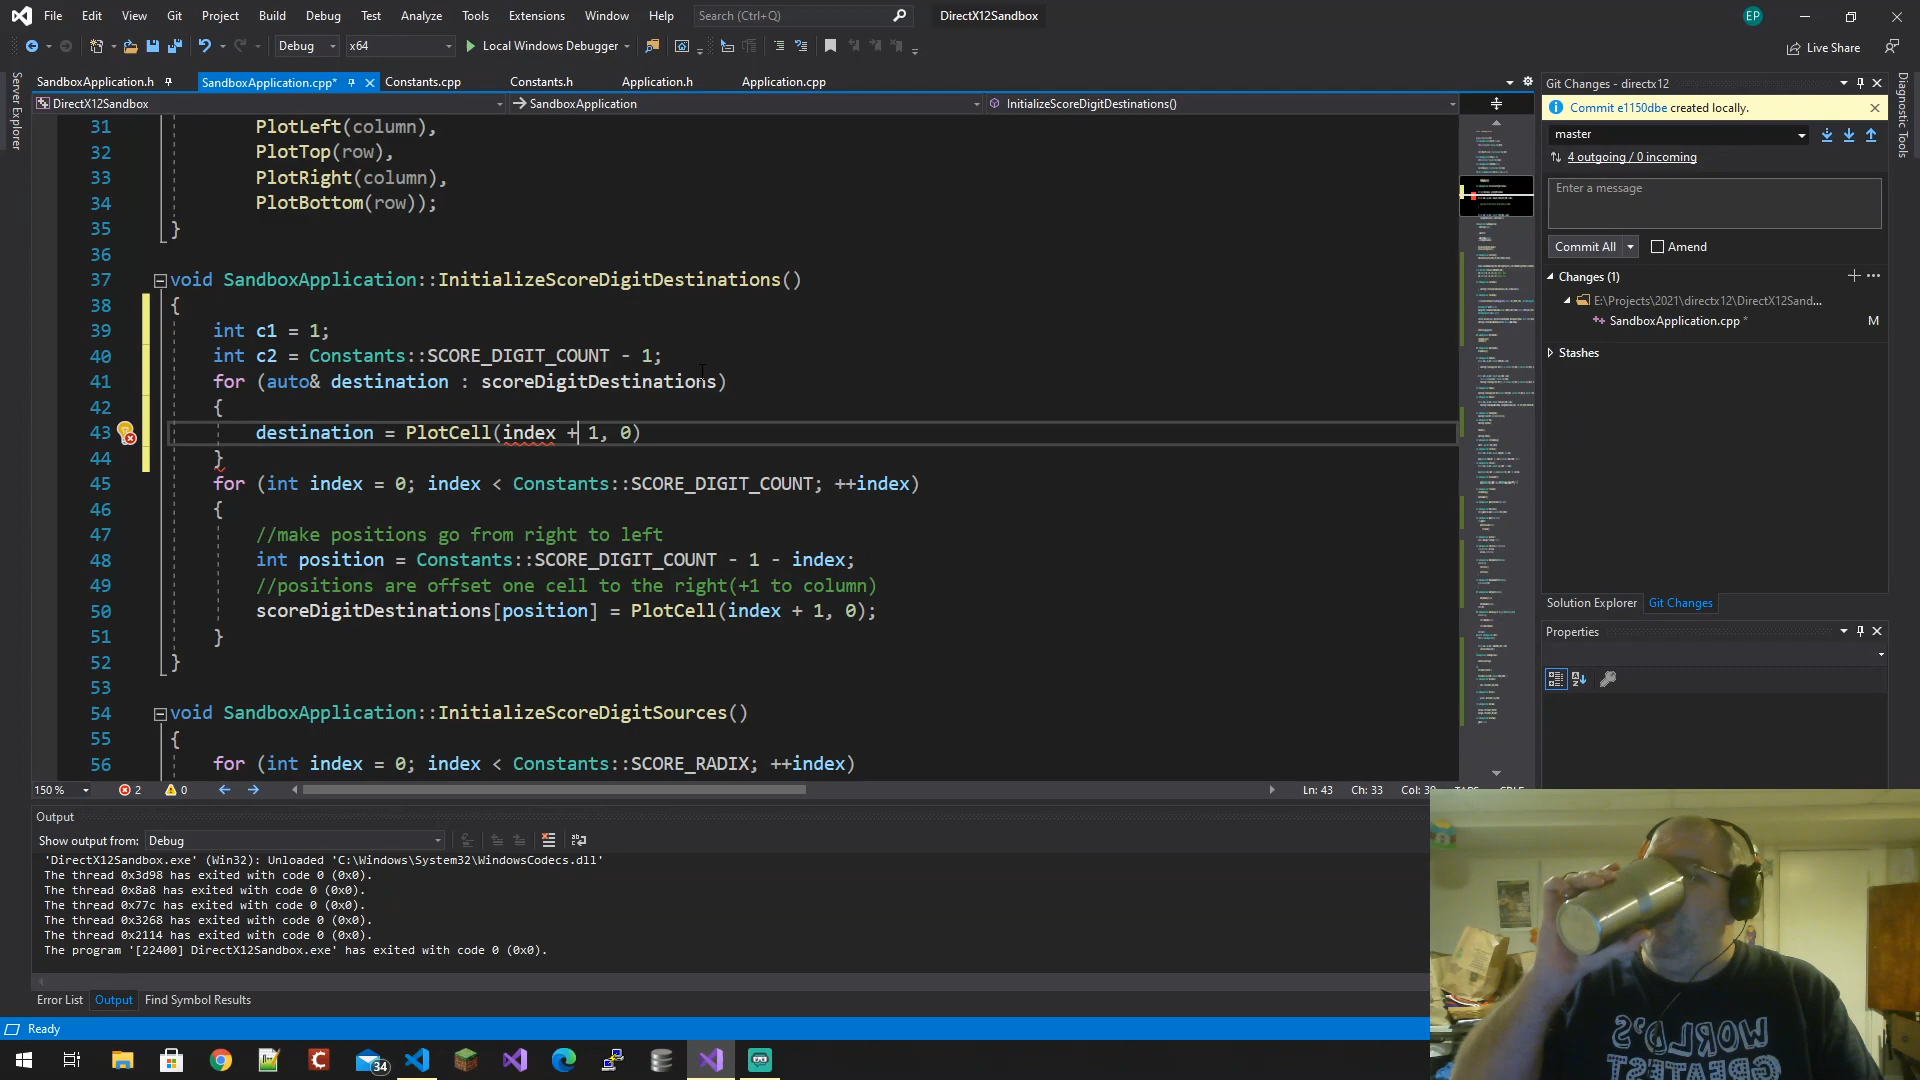 File Edit View Git Project Build Debug Test Analyze Tools Extensions Window Help Search (Ctrl+Q) DirectX12Sandbox EP
Debug x64 Local Windows Debugger Live Share
SandboxApplication.h SandboxApplication.cpp* Constants.cpp Constants.h Application.h Application.cpp
DirectX12Sandbox SandboxApplication InitializeScoreDigitDestinations()
Server Explorer
31 PlotLeft(column),
32 PlotTop(row),
33 PlotRight(column),
34 PlotBottom(row));
35 }
36
37 void SandboxApplication::InitializeScoreDigitDestinations()
38 {
39 int c1 = 1;
40 int c2 = Constants::SCORE_DIGIT_COUNT - 1;
41 for (auto& destination : scoreDigitDestinations)
42 {
43 destination = PlotCell(index + 1, 0)
44 }
45 for (int index = 0; index < Constants::SCORE_DIGIT_COUNT; ++index)
46 {
47 //make positions go from right to left
48 int position = Constants::SCORE_DIGIT_COUNT - 1 - index;
49 //positions are offset one cell to the right(+1 to column)
50 scoreDigitDestinations[position] = PlotCell(index + 1, 0);
51 }
52 }
53
54 void SandboxApplication::InitializeScoreDigitSources()
55 {
56 for (int index = 0; index < Constants::SCORE_RADIX; ++index)
150 % 2 0 Ln: 43 Ch: 33
Output
Show output from: Debug
'DirectX12Sandbox.exe' (Win32): Unloaded 'C:\Windows\System32\WindowsCodecs.dll'
The thread 0x3d98 has exited with code 0 (0x0).
The thread 0x8a8 has exited with code 0 (0x0).
The thread 0x77c has exited with code 0 (0x0).
The thread 0x3268 has exited with code 0 (0x0).
The thread 0x2114 has exited with code 0 (0x0).
The program '[22400] DirectX12Sandbox.exe' has exited with code 0 (0x0).
Error List Output Find Symbol Results
Ready
Git Changes - directx12
Commit e1150dbe created locally.
master
4 outgoing / 0 incoming
Enter a message
Commit All Amend
Changes (1)
E:\Projects\2021\directx12\DirectX12Sand...
SandboxApplication.cpp * M
Stashes
Solution Explorer Git Changes
Properties
Diagnostic Tools
34
WORLD'S
GREATEST